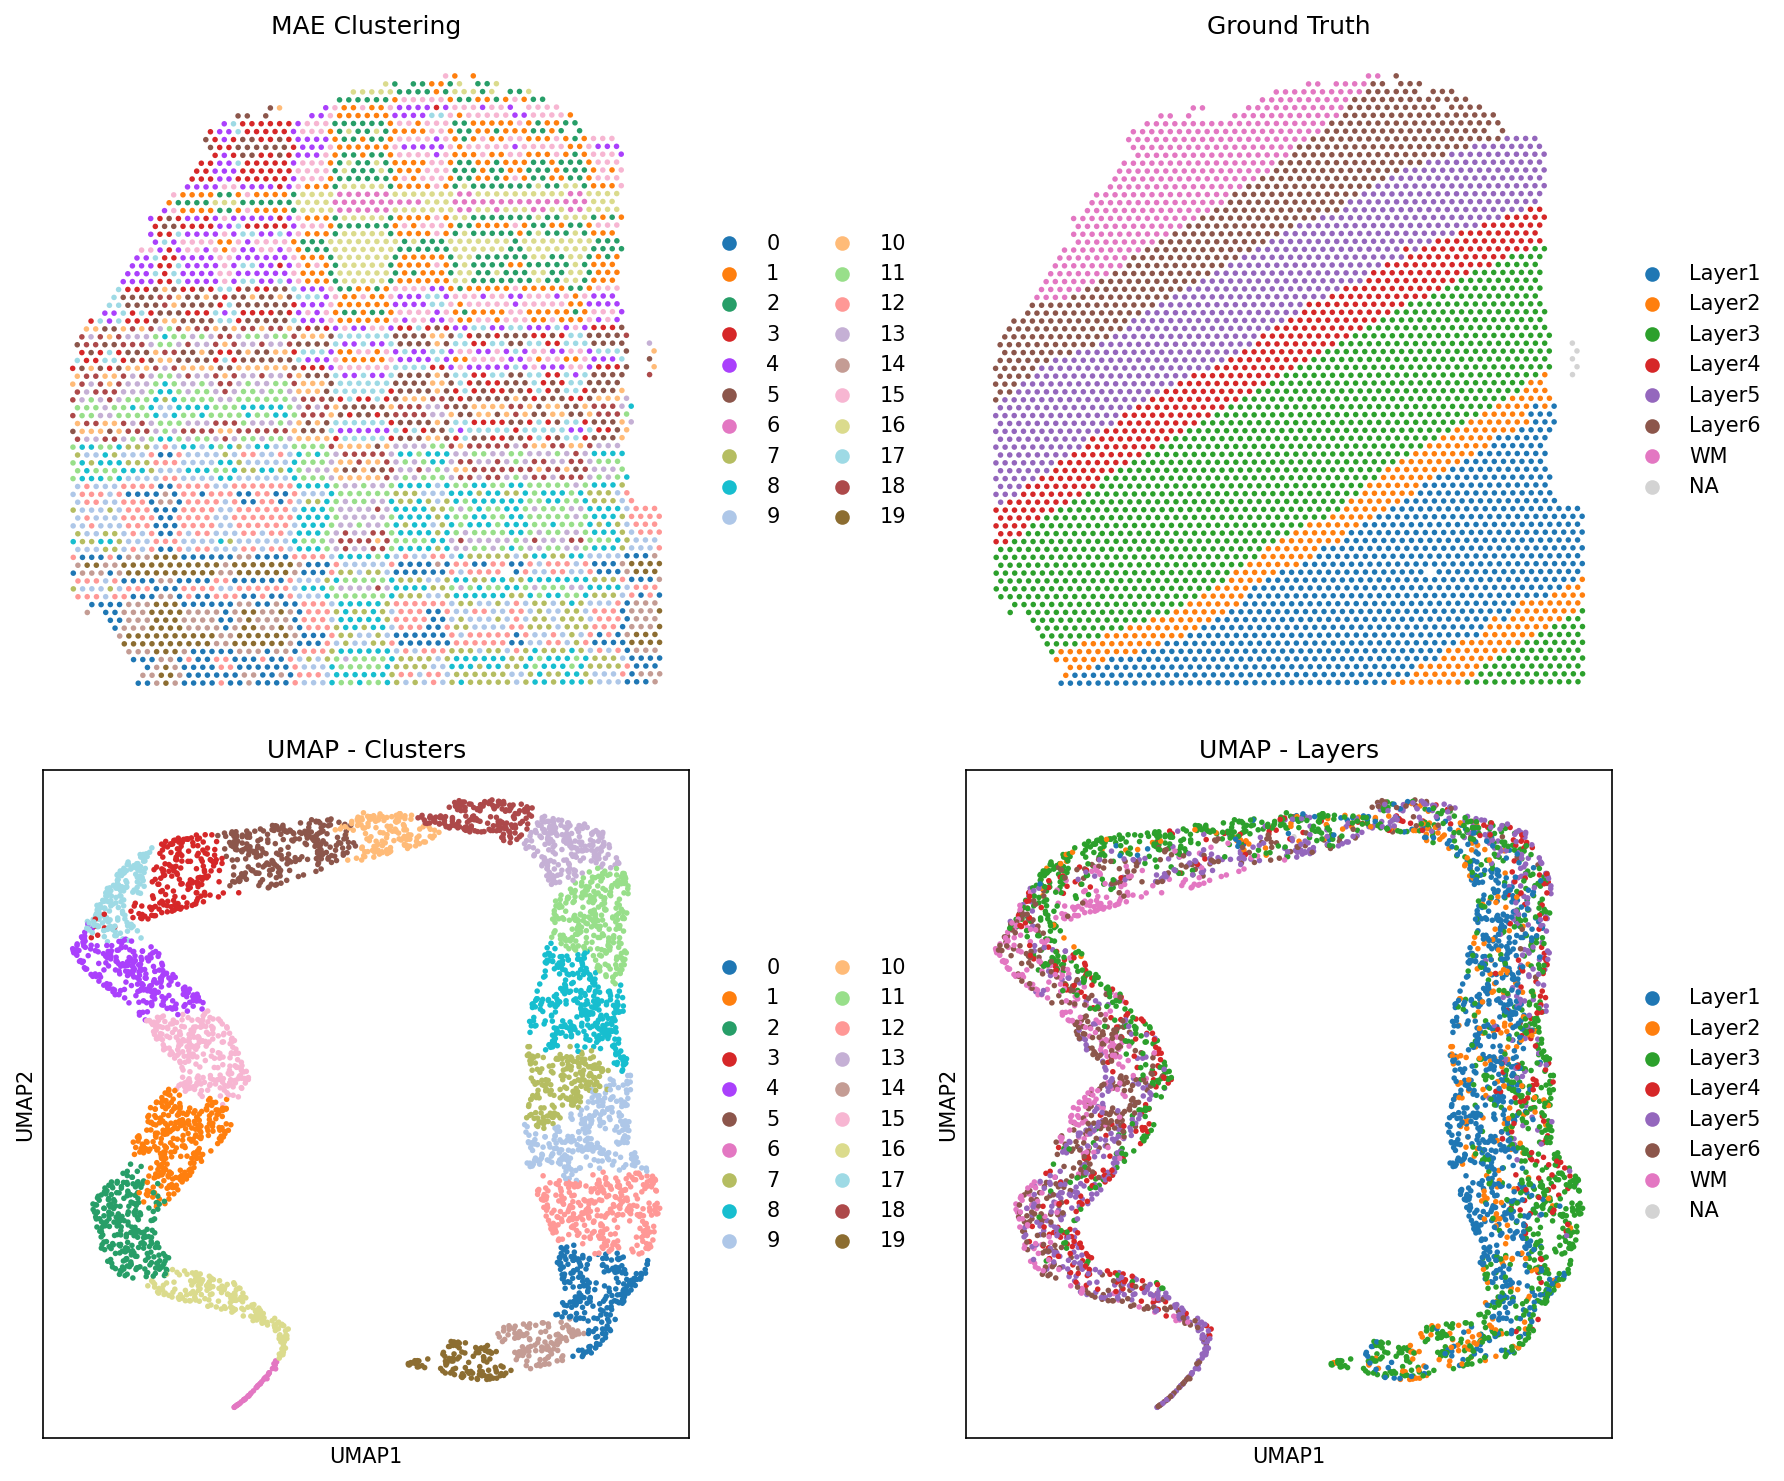 MAE Clustering
0 10
1 11
2 12
3 13
4 14
5 15
6 16
7 17
8 18
9 19
Ground Truth
Layer1
Layer2
Layer3
Layer4
Layer5
Layer6
WM
NA
UMAP - Clusters
UMAP2
UMAP1
0 10
1 11
2 12
3 13
4 14
5 15
6 16
7 17
8 18
9 19
UMAP - Layers
UMAP2
UMAP1
Layer1
Layer2
Layer3
Layer4
Layer5
Layer6
WM
NA